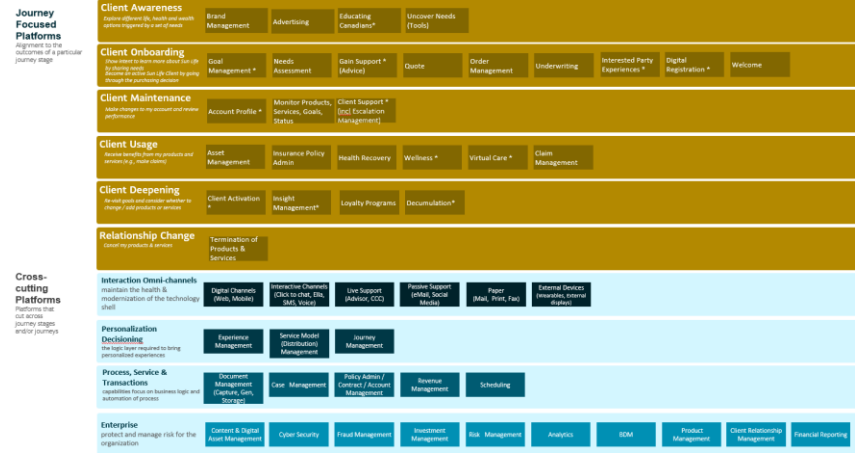 Journey
Focused
Platforms
Alignment to the
outcomes of a particular
journey stage
Client Awareness
Explore different life, health and wealth
options triggered by a set of needs
Brand
Management
Advertising
Educating
Canadians*
Uncover Needs
(Tools)
Client Onboarding
Show intent to learn more about Sun Life
by sharing needs
Become an active Sun Life Client by going
through the purchasing decision
Goal
Management *
Needs
Assessment
Gain Support *
(Advice)
Quote
Order
Management
Underwriting
Interested Party
Experiences *
Digital
Registration *
Welcome
Client Maintenance
Make changes to my account and review
performance
Account Profile *
Monitor Products,
Services, Goals,
Status
Client Support *
(incl Escalation
Management)
Client Usage
Receive benefits from my products and
services (e.g., make claims)
Asset
Management
Insurance Policy
Admin
Health Recovery
Wellness *
Virtual Care *
Claim
Management
Client Deepening
Re-visit goals and consider whether to
change / add products or services
Client Activation
*
Insight
Management*
Loyalty Programs
Decumulation*
Relationship Change
Cancel my products & services
Termination of
Products &
Services
Cross-
cutting
Platforms
Platforms that
cut across
journey stages
and/or journeys
Interaction Omni-channels
maintain the health &
modernization of the technology
shell
Digital Channels
(Web, Mobile)
Interactive Channels
(Click to chat, Ella,
SMS, Voice)
Live Support
(Advisor, CCC)
Passive Support
(eMail, Social
Media)
Paper
(Mail, Print, Fax)
External Devices
(Wearables, External
displays)
Personalization
Decisioning
the logic layer required to bring
personalized experiences
Experience
Management
Service Model
(Distribution)
Management
Journey
Management
Process, Service &
Transactions
capabilities focus on business logic and
automation of process
Document
Management
(Capture, Gen,
Storage)
Case Management
Policy Admin /
Contract / Account
Management
Revenue
Management
Scheduling
Enterprise
protect and manage risk for the
organization
Content & Digital
Asset Management
Cyber Security
Fraud Management
Investment
Management
Risk Management
Analytics
BDM
Product
Management
Client Relationship
Management
Financial Reporting